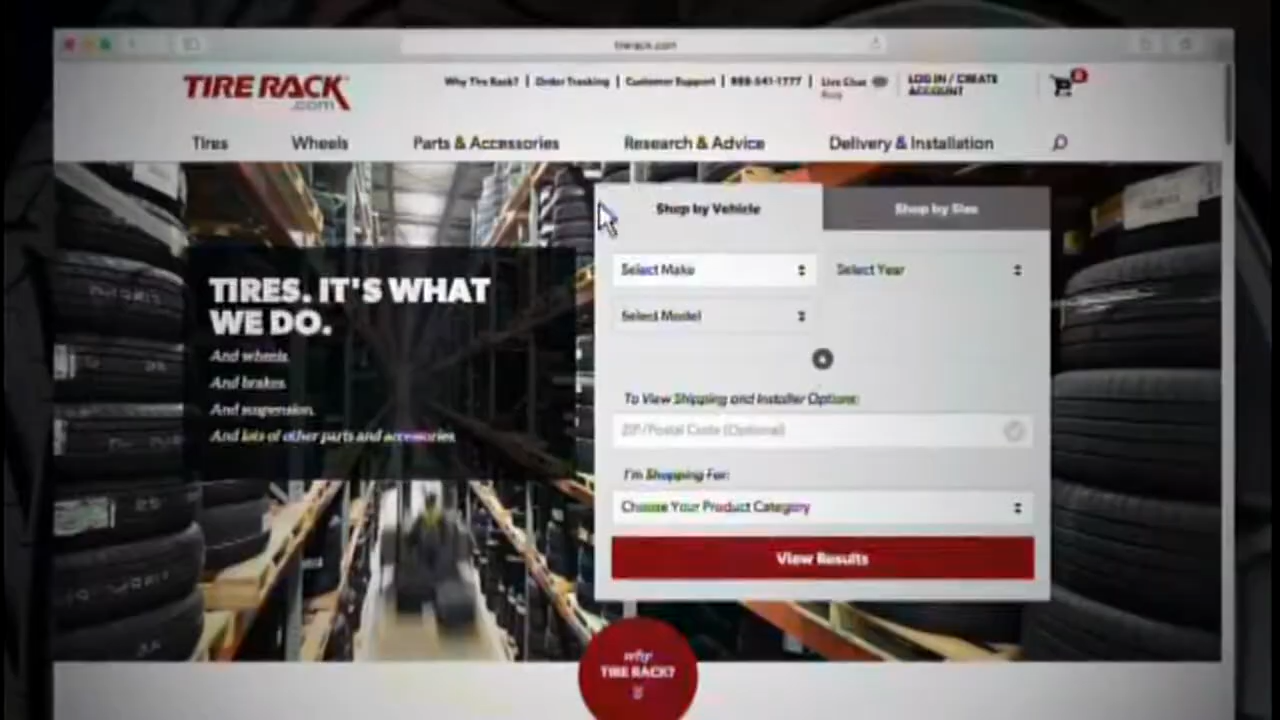 tirerack.com
TIRE RACK
.com
Why Tire Rack? | Order Tracking | Customer Support | 888-541-1777 | Live Chat
LOG IN / CREATE ACCOUNT
Tires Wheels Parts & Accessories Research & Advice Delivery & Installation
Shop by Vehicle Shop by Size
Select Make Select Year
Select Model
TIRES. IT'S WHAT
WE DO.
And wheels.
And brakes.
And suspension.
And lots of other parts and accessories.
To View Shipping and Installer Options:
ZIP/Postal Code (Optional)
I'm Shopping For:
Choose Your Product Category
View Results
why
TIRE RACK?